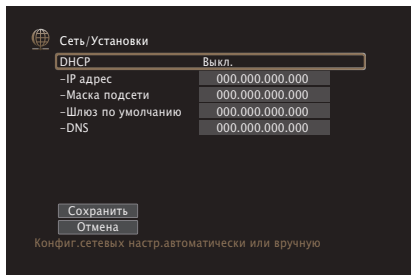 Сеть/Установки
DHCP Выкл.
–IP адрес 000.000.000.000
–Маска подсети 000.000.000.000
–Шлюз по умолчанию 000.000.000.000
–DNS 000.000.000.000
Сохранить
Отмена
Конфиг.сетевых настр.автоматически или вручную